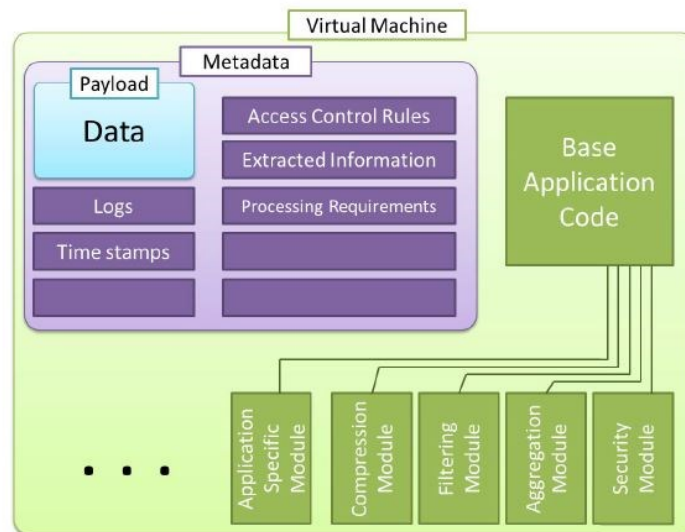 Virtual Machine
Metadata
Payload
Data
Access Control Rules
Extracted Information
Logs
Processing Requirements
Time stamps
Base
Application
Code
. . .
Application
Specific
Module
Compression
Module
Filtering
Module
Aggregation
Module
Security
Module